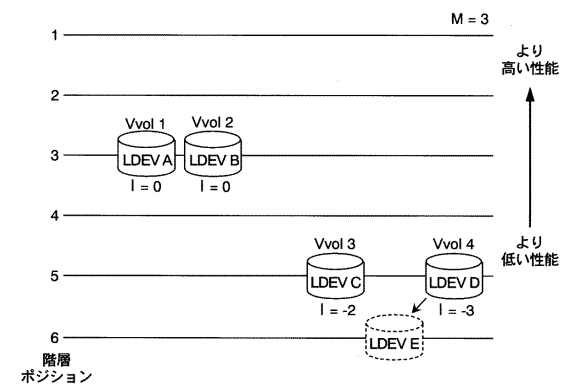 M = 3
1
より
高い性能
2
Vvol 1 Vvol 2
3 LDEV A LDEV B
I = 0 I = 0
4
より
低い性能
Vvol 3 Vvol 4
5 LDEV C LDEV D
I = -2 I = -3
6 LDEV E
階層
ポジション